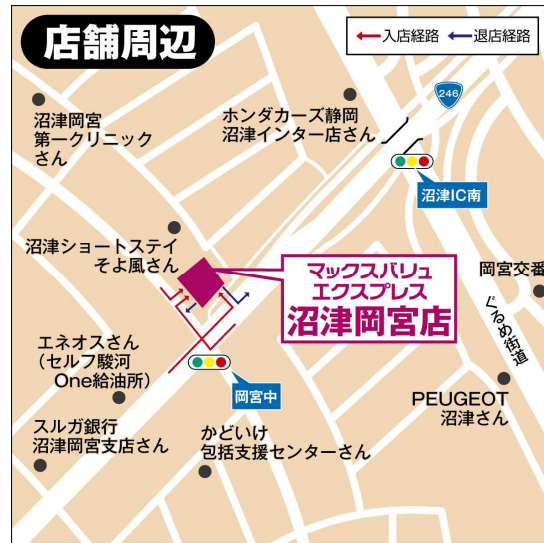 店舗周辺
入店経路 退店経路
246
沼津岡宮
第一クリニック
さん
ホンダカーズ静岡
沼津インター店さん
沼津IC南
沼津ショートステイ
そよ風さん
マックスバリュ
エクスプレス
沼津岡宮店
岡宮交番
ぐるめ街道
エネオスさん
(セルフ駿河
One給油所)
岡宮中
PEUGEOT
沼津さん
スルガ銀行
沼津岡宮支店さん
かどいけ
包括支援センターさん